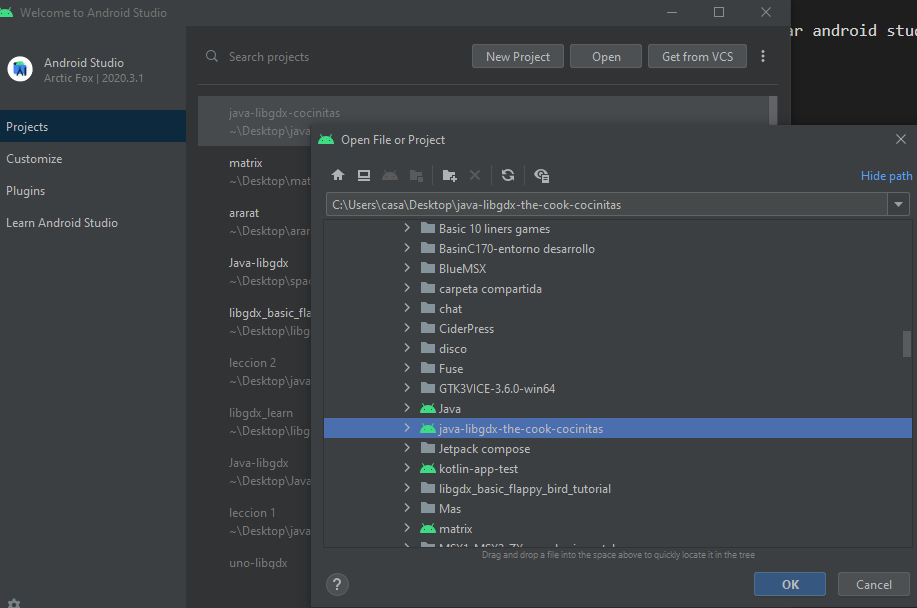 Welcome to Android Studio
ar android stud
Android Studio
Arctic Fox | 2020.3.1
Search projects
New Project
Open
Get from VCS
Projects
Customize
Plugins
Learn Android Studio
java-libgdx-cocinitas
~\Desktop\java
matrix
~\Desktop\mat
ararat
~\Desktop\arar
Java-libgdx
~\Desktop\spac
libgdx_basic_fla
~\Desktop\libg
leccion 2
~\Desktop\java
libgdx_learn
~\Desktop\libg
Java-libgdx
~\Desktop\Java
leccion 1
~\Desktop\java
uno-libgdx
Open File or Project
Hide path
C:\Users\casa\Desktop\java-libgdx-the-cook-cocinitas
Basic 10 liners games
BasinC170-entorno desarrollo
BlueMSX
carpeta compartida
chat
CiderPress
disco
Fuse
GTK3VICE-3.6.0-win64
Java
java-libgdx-the-cook-cocinitas
Jetpack compose
kotlin-app-test
libgdx_basic_flappy_bird_tutorial
Mas
matrix
Drag and drop a file into the space above to quickly locate it in the tree
?
OK
Cancel